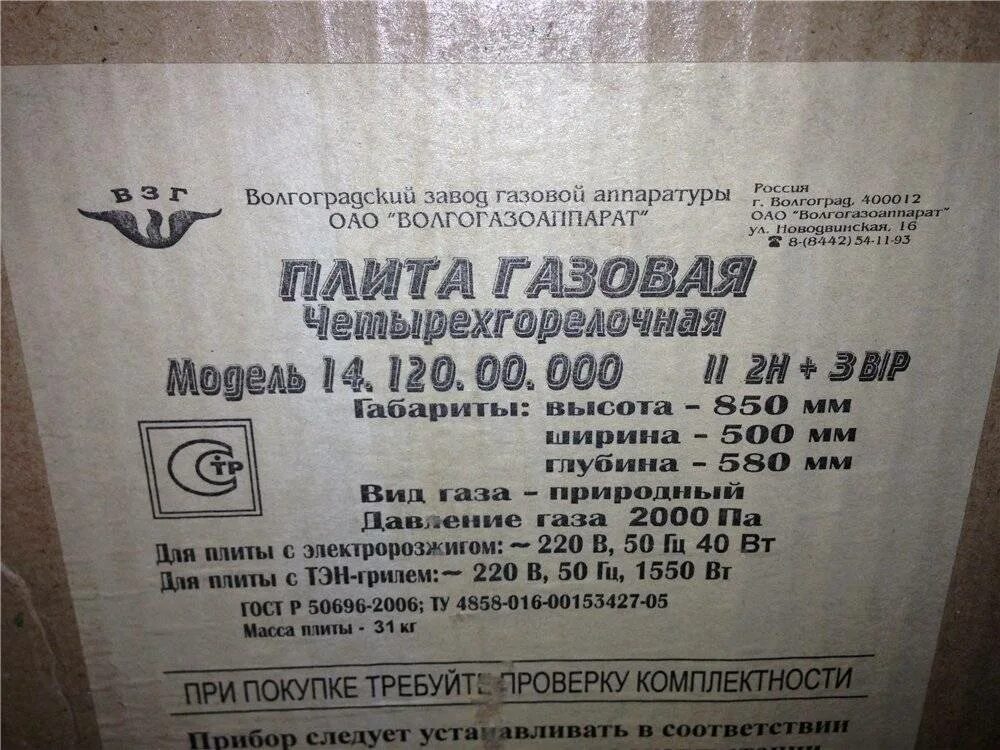 ВЗГ
Волгоградский завод газовой аппаратуры
ОАО "ВОЛГОГАЗОАППАРАТ"
Россия
г. Волгоград, 400012
ОАО "Волгогазоаппарат"
ул. Новодвинская, 16
☎ 8-(8442) 54-11-93
ПЛИТА ГАЗОВАЯ
Четырехгорелочная
Модель 14.120.00.000 II 2H + 3B/P
Габариты: высота - 850 мм
ширина - 500 мм
глубина - 580 мм
СТР
Вид газа - природный
Давление газа 2000 Па
Для плиты с электророзжигом: ~ 220 В, 50 Гц 40 Вт
Для плиты с ТЭН-грилем: ~ 220 В, 50 Гц, 1550 Вт
ГОСТ Р 50696-2006; ТУ 4858-016-00153427-05
Масса плиты - 31 кг
ПРИ ПОКУПКЕ ТРЕБУЙТЕ ПРОВЕРКУ КОМПЛЕКТНОСТИ
Прибор следует устанавливать в соответствии